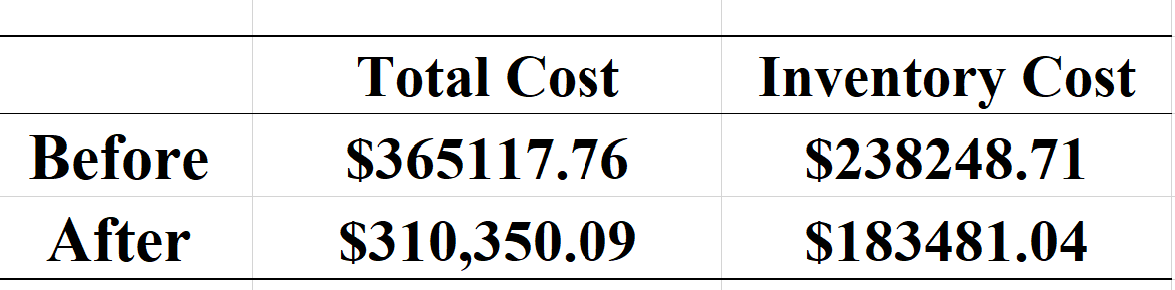 Total Cost Inventory Cost
Before $365117.76 $238248.71
After $310,350.09 $183481.04